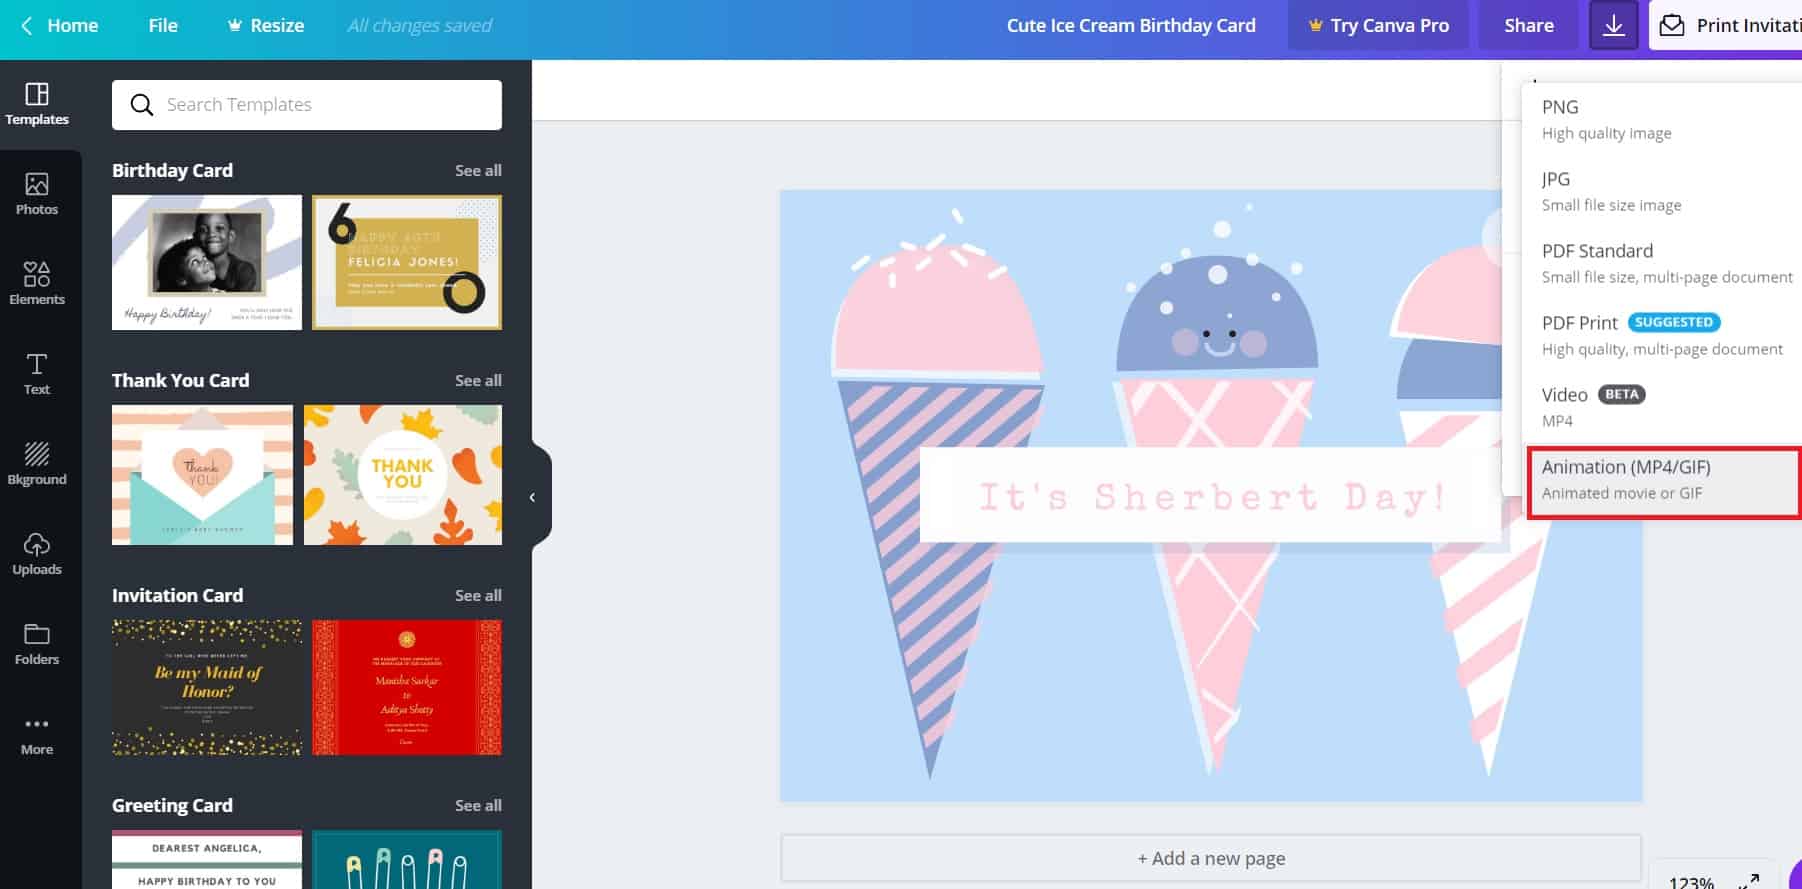 Home File Resize All changes saved Cute Ice Cream Birthday Card Try Canva Pro Share Print Invitati
Templates
Photos
Elements
Text
Bkground
Uploads
Folders
More
Search Templates
Birthday Card See all
Happy Birthday!
60
HAPPY 60TH
BIRTHDAY
FELICIA JONES!
Thank You Card See all
Thank
YOU!
THANK
YOU
Invitation Card See all
Be my Maid of
Honor?
Manisha Sarkar
to
Aditya Shetty
Greeting Card See all
DEAREST ANGELICA,
HAPPY BIRTHDAY TO YOU
It's Sherbert Day!
+ Add a new page
PNG
High quality image
JPG
Small file size image
PDF Standard
Small file size, multi-page document
PDF Print SUGGESTED
High quality, multi-page document
Video BETA
MP4
Animation (MP4/GIF)
Animated movie or GIF
123%